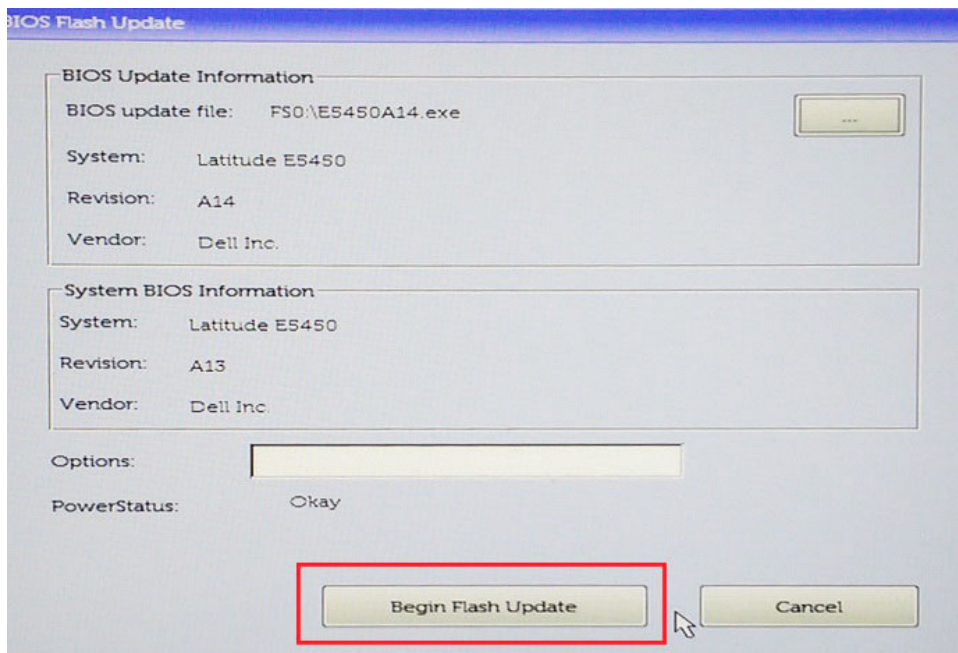 BIOS Flash Update
BIOS Update Information
BIOS update file: FS0:\E5450A14.exe
...
System: Latitude E5450
Revision: A14
Vendor: Dell Inc.
System BIOS Information
System: Latitude E5450
Revision: A13
Vendor: Dell Inc.
Options:
PowerStatus: Okay
Begin Flash Update
Cancel